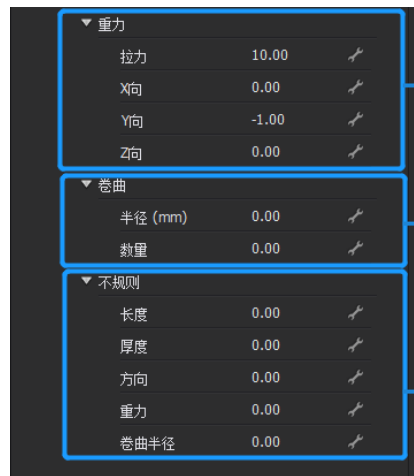 ▼ 重力
拉力 10.00
X向 0.00
Y向 -1.00
Z向 0.00
▼ 卷曲
半径 (mm) 0.00
数量 0.00
▼ 不规则
长度 0.00
厚度 0.00
方向 0.00
重力 0.00
卷曲半径 0.00